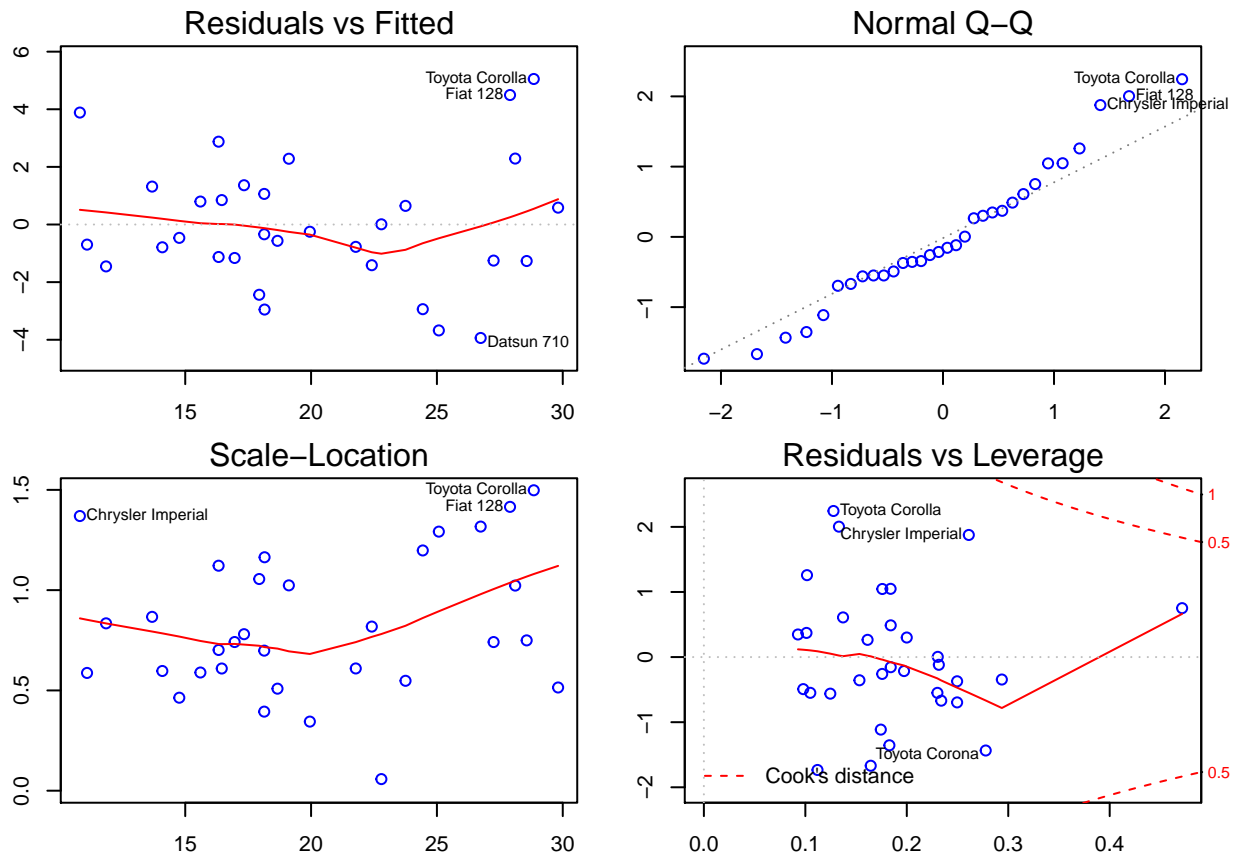 Residuals vs Fitted
6
4
2
0
−2
−4
15
20
25
30
Toyota Corolla
Fiat 128
Datsun 710
Normal Q−Q
2
1
0
−1
−2
−1
0
1
2
Toyota Corolla
Fiat 128
Chrysler Imperial
Scale−Location
1.5
1.0
0.5
0.0
15
20
25
30
Toyota Corolla
Fiat 128
Chrysler Imperial
Residuals vs Leverage
2
1
0
−1
−2
0.0
0.1
0.2
0.3
0.4
Toyota Corolla
Chrysler Imperial
Toyota Corona
Cook's distance
1
0.5
0.5